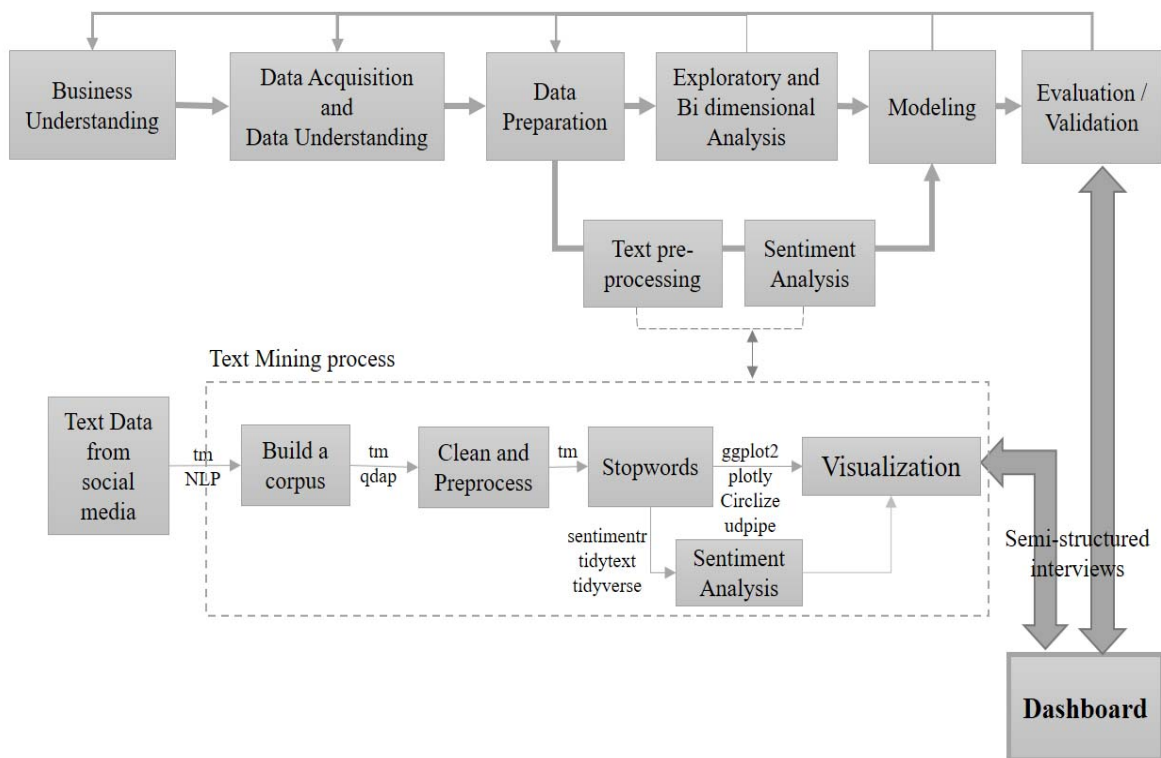 Business
Understanding
Data Acquisition
and
Data Understanding
Data
Preparation
Exploratory and
Bi dimensional
Analysis
Modeling
Evaluation /
Validation
Text pre-
processing
Sentiment
Analysis
Text Mining process
Text Data
from
social
media
tm
NLP
Build a
corpus
tm
qdap
Clean and
Preprocess
tm
Stopwords
ggplot2
plotly
Circlize
udpipe
Visualization
sentimentr
tidytext
tidyverse
Sentiment
Analysis
Semi-structured
interviews
Dashboard